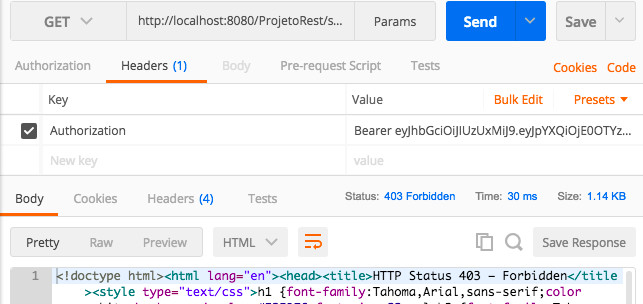 GET http://localhost:8080/ProjetoRest/s... Params Send Save
Authorization Headers (1) Body Pre-request Script Tests Cookies Code
Key Value Bulk Edit Presets
Authorization Bearer eyJhbGciOiJIUzUxMiJ9.eyJpYXQiOjE0OTYz...
New key value
Body Cookies Headers (4) Tests Status: 403 Forbidden Time: 30 ms Size: 1.14 KB
Pretty Raw Preview HTML Save Response
1 <!doctype html><html lang="en"><head><title>HTTP Status 403 – Forbidden</title
><style type="text/css">h1 {font-family:Tahoma,Arial,sans-serif;color